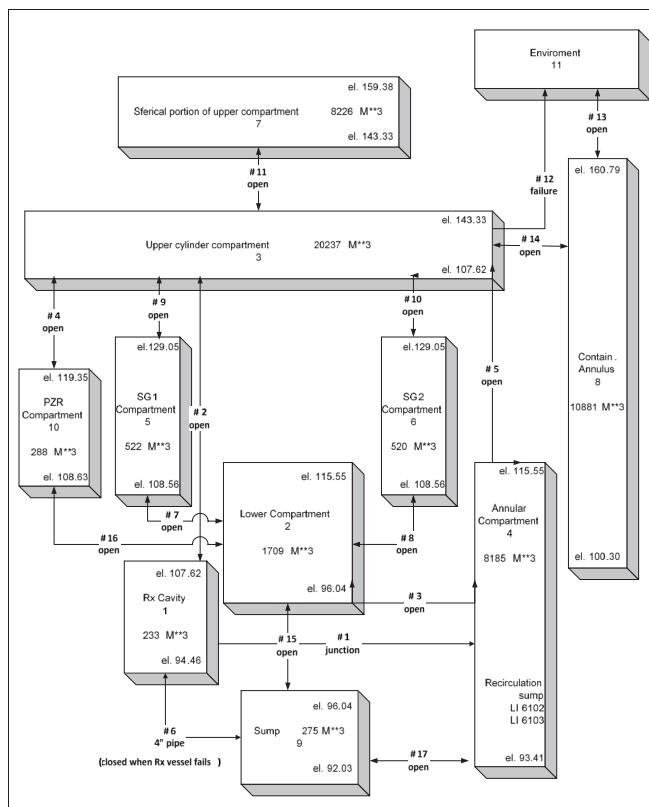 Enviroment
11
el. 159.38
Sferical portion of upper compartment
8226 M**3
7
el. 143.33
# 13
open
# 11
open
# 12
failure
el. 160.79
el. 143.33
Upper cylinder compartment
20237 M**3
3
# 14
open
el. 107.62
# 4
open
# 9
open
# 10
open
# 2
open
# 5
open
el. 119.35
PZR
Compartment
10
288 M**3
el. 108.63
el.129.05
SG1
Compartment
5
522 M**3
el. 108.56
el.129.05
SG2
Compartment
6
520 M**3
el. 108.56
Contain .
Annulus
8
10881 M**3
el. 100.30
# 7
open
# 16
open
# 8
open
el. 115.55
Lower Compartment
2
1709 M**3
el. 96.04
el. 115.55
Annular
Compartment
4
8185 M**3
# 3
open
el. 107.62
Rx Cavity
1
233 M**3
el. 94.46
# 15
open
# 1
junction
Recirculation
sump
LI 6102
LI 6103
el. 93.41
# 6
4" pipe
(closed when Rx vessel fails )
el. 96.04
Sump 275 M**3
9
el. 92.03
# 17
open